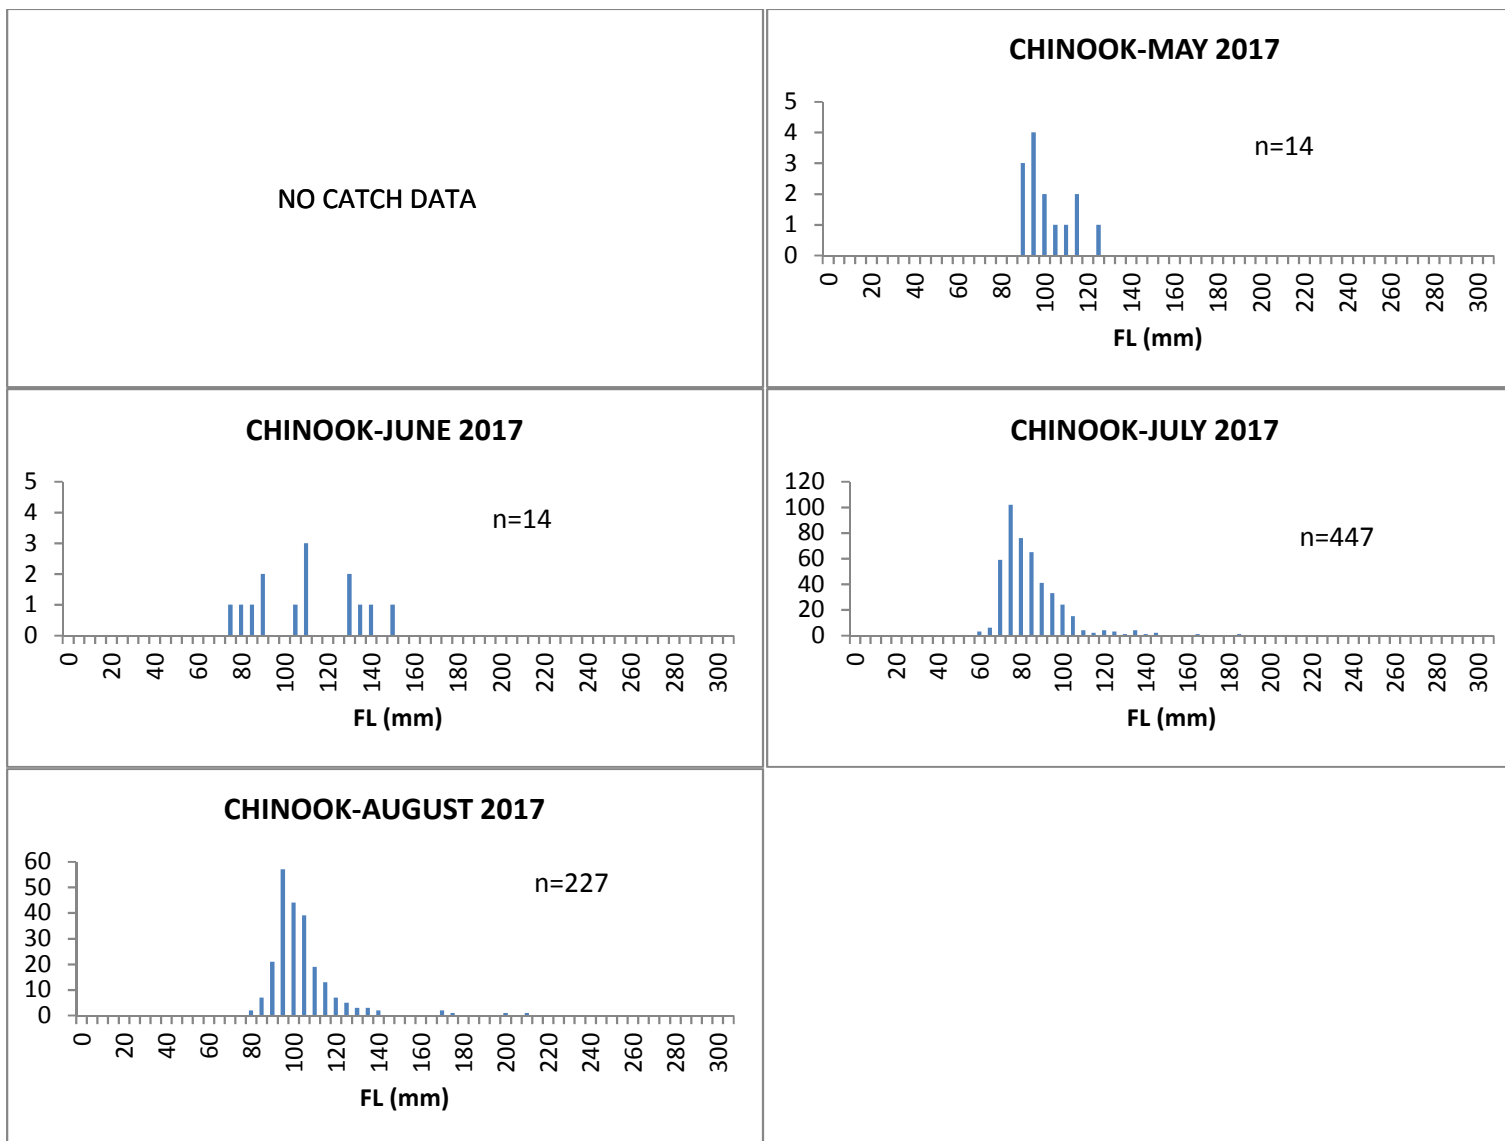 NO CATCH DATA
CHINOOK-MAY 2017
5
4
3
2
1
0
n=14
0 20 40 60 80 100 120 140 160 180 200 220 240 260 280 300
FL (mm)
CHINOOK-JUNE 2017
5
4
3
2
1
0
n=14
0 20 40 60 80 100 120 140 160 180 200 220 240 260 280 300
FL (mm)
CHINOOK-JULY 2017
120
100
80
60
40
20
0
n=447
0 20 40 60 80 100 120 140 160 180 200 220 240 260 280 300
FL (mm)
CHINOOK-AUGUST 2017
60
50
40
30
20
10
0
n=227
0 20 40 60 80 100 120 140 160 180 200 220 240 260 280 300
FL (mm)